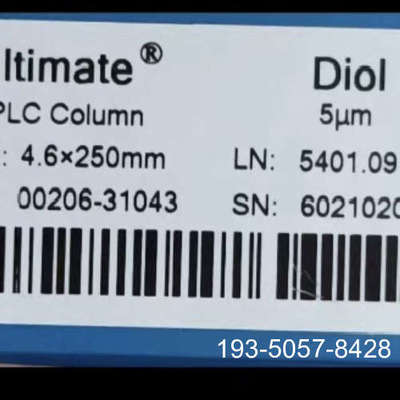 ltimate® Diol
PLC Column 5µm
: 4.6×250mm LN: 5401.09
00206-31043 SN: 6021020
193-5057-8428